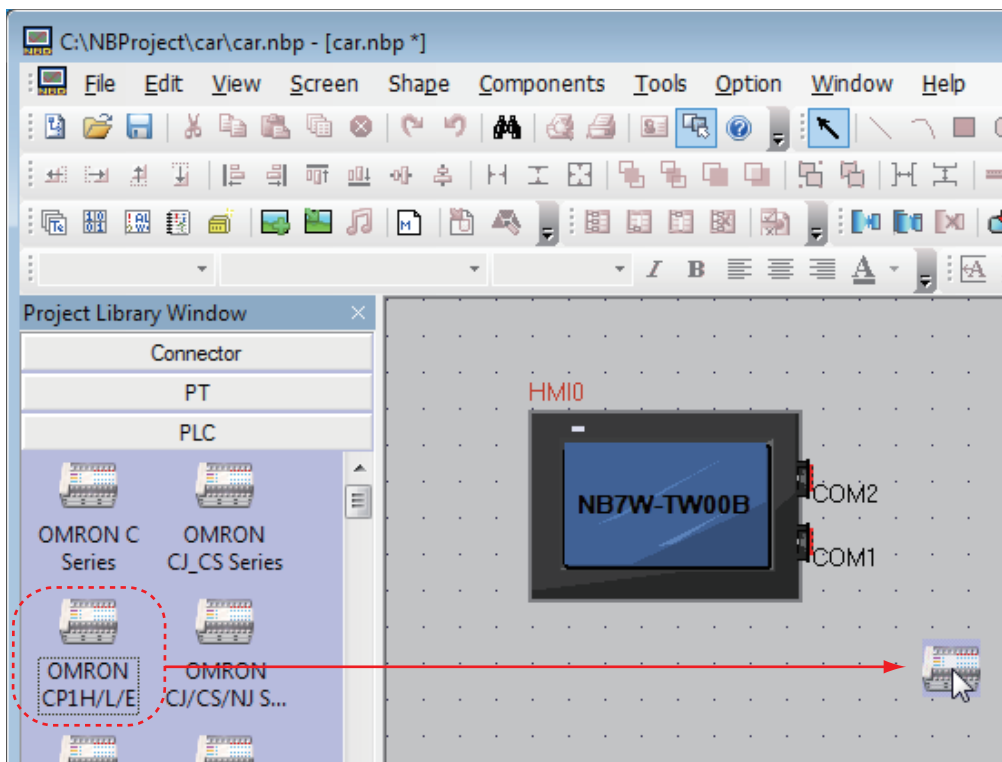 C:\NBProject\car\car.nbp - [car.nbp *]
File Edit View Screen Shape Components Tools Option Window Help
I B A A
Project Library Window
Connector
PT
PLC
OMRON C Series
OMRON CJ_CS Series
OMRON CP1H/L/E
OMRON CJ/CS/NJ S...
HMI0
NB7W-TW00B
COM2
COM1